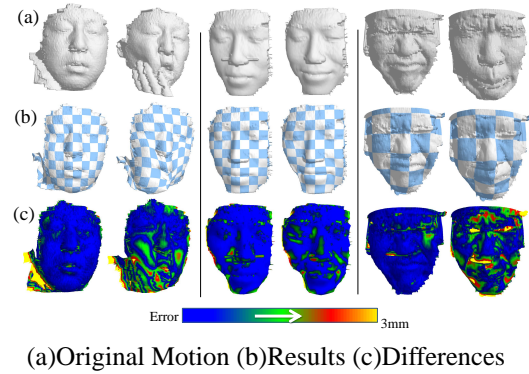 (a)
(b)
(c)
Error
3mm
(a)Original Motion (b)Results (c)Differences